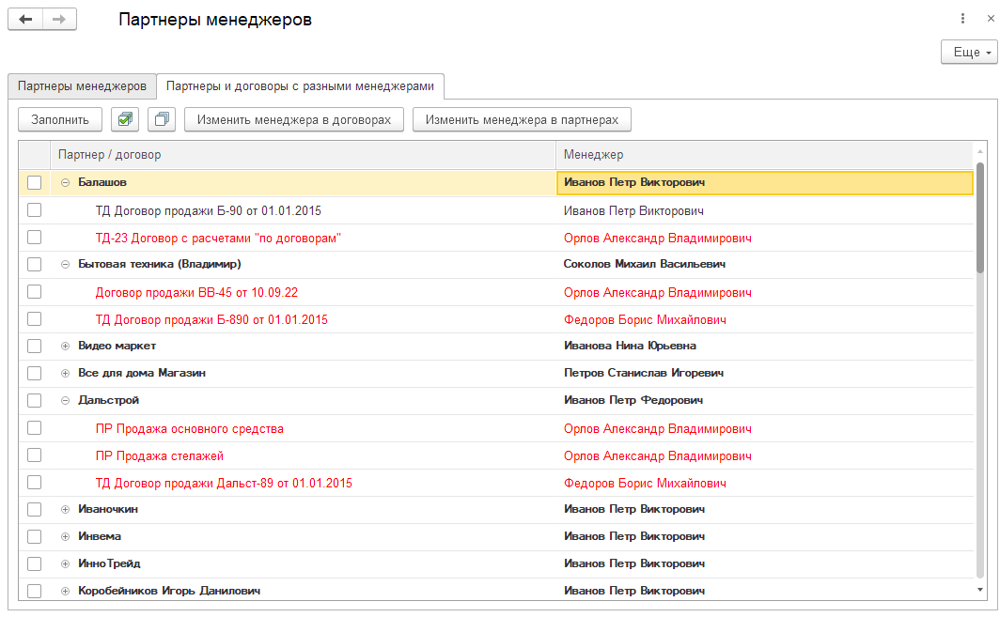 Партнеры менеджеров
Еще
Партнеры менеджеров Партнеры и договоры с разными менеджерами
Заполнить Изменить менеджера в договорах Изменить менеджера в партнерах
Партнер / договор Менеджер
Балашов Иванов Петр Викторович
ТД Договор продажи Б-90 от 01.01.2015 Иванов Петр Викторович
ТД-23 Договор с расчетами "по договорам" Орлов Александр Владимирович
Бытовая техника (Владимир) Соколов Михаил Васильевич
Договор продажи ВВ-45 от 10.09.22 Орлов Александр Владимирович
ТД Договор продажи Б-890 от 01.01.2015 Федоров Борис Михайлович
Видео маркет Иванова Нина Юрьевна
Все для дома Магазин Петров Станислав Игоревич
Дальстрой Иванов Петр Федорович
ПР Продажа основного средства Орлов Александр Владимирович
ПР Продажа стелажей Орлов Александр Владимирович
ТД Договор продажи Дальст-89 от 01.01.2015 Федоров Борис Михайлович
Иваночкин Иванов Петр Викторович
Инвема Иванов Петр Викторович
ИнноТрейд Иванов Петр Викторович
Коробейников Игорь Данилович Иванов Петр Викторович